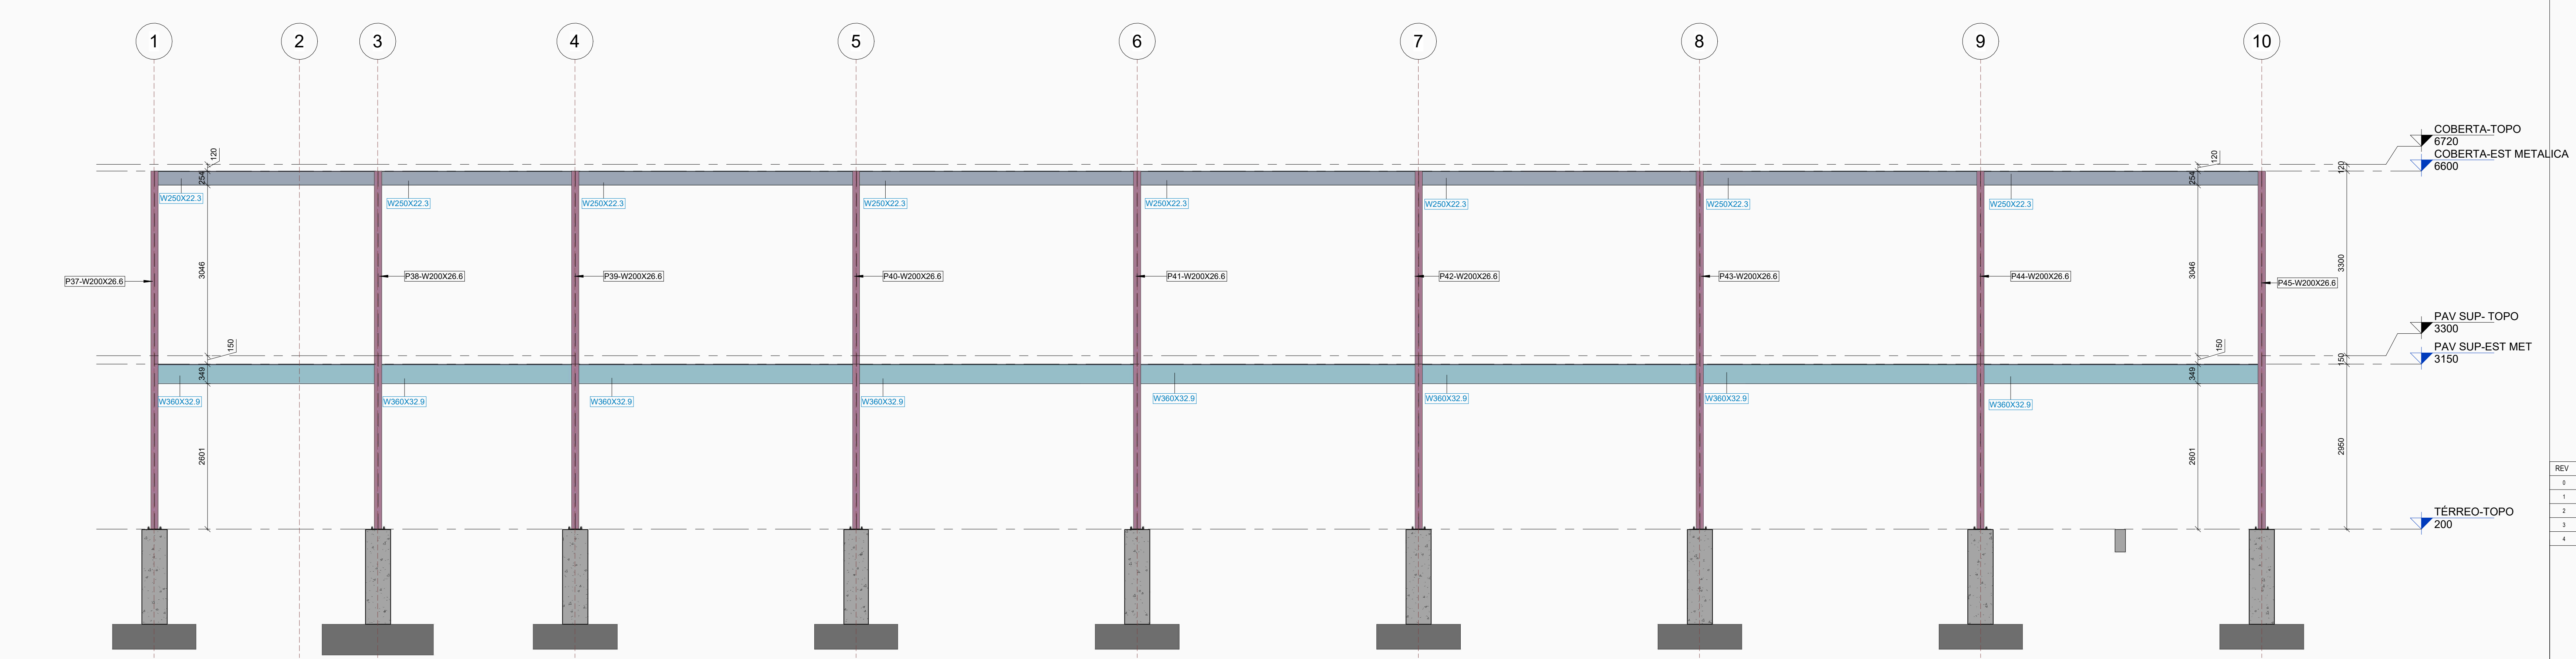 1 2 3 4 5 6 7 8 9 10
COBERTA-TOPO
6720
COBERTA-EST METALICA
6600
120 120 120
254 254
W250X22.3 W250X22.3 W250X22.3 W250X22.3 W250X22.3 W250X22.3 W250X22.3 W250X22.3
3046 3046 3300
P37-W200X26.6 P38-W200X26.6 P39-W200X26.6 P40-W200X26.6 P41-W200X26.6 P42-W200X26.6 P43-W200X26.6 P44-W200X26.6 P45-W200X26.6
PAV SUP- TOPO
3300
PAV SUP-EST MET
3150
150 150 150
349 349
W360X32.9 W360X32.9 W360X32.9 W360X32.9 W360X32.9 W360X32.9 W360X32.9 W360X32.9
2601 2601 2950
TÉRREO-TOPO
200
REV
0
1
2
3
4